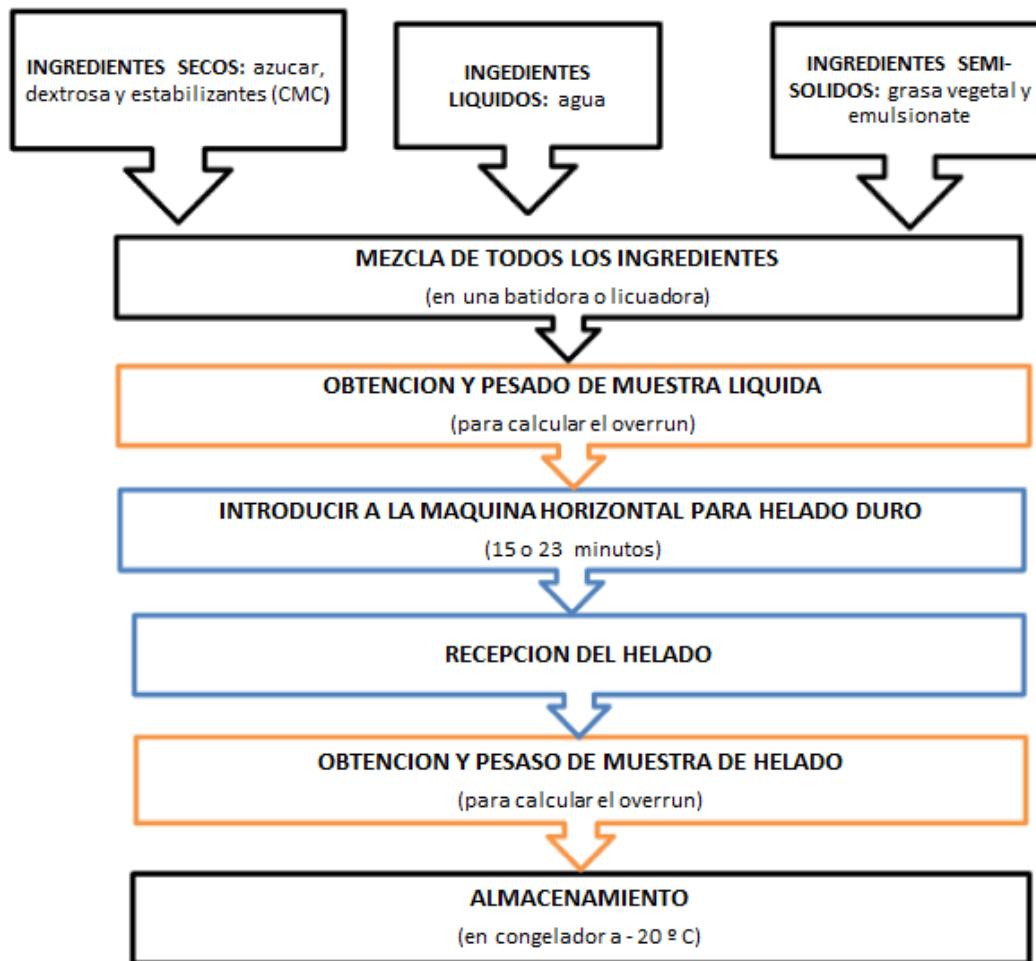 INGREDIENTES SECOS: azucar,
dextrosa y estabilizantes (CMC)
INGEDIENTES
LIQUIDOS: agua
INGREDIENTES SEMI-
SOLIDOS: grasa vegetal y
emulsionate
MEZCLA DE TODOS LOS INGREDIENTES
(en una batidora o licuadora)
OBTENCION Y PESADO DE MUESTRA LIQUIDA
(para calcular el overrun)
INTRODUCIR A LA MAQUINA HORIZONTAL PARA HELADO DURO
(15 o 23 minutos)
RECEPCION DEL HELADO
OBTENCION Y PESASO DE MUESTRA DE HELADO
(para calcular el overrun)
ALMACENAMIENTO
(en congelador a - 20 º C)